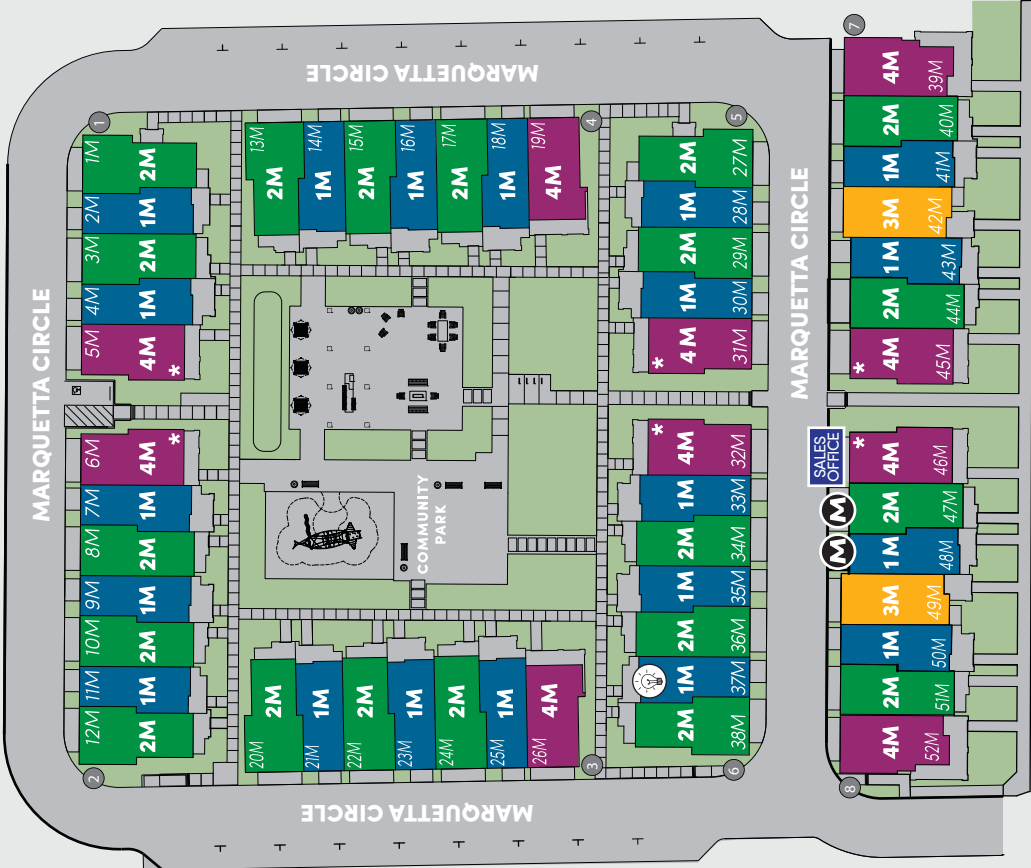 MARQUETTA CIRCLE
MARQUETTA CIRCLE
MARQUETTA CIRCLE
MARQUETTA CIRCLE
1
1M 2M
2M 1M
3M 2M
4M 1M
5M 4M *
6M 4M *
7M 1M
8M 2M
9M 1M
10M 2M
11M 1M
12M 2M
2
13M 2M
14M 1M
15M 2M
16M 1M
17M 2M
18M 1M
19M 4M
4
COMMUNITY
PARK
20M 2M
21M 1M
22M 2M
23M 1M
24M 2M
25M 1M
26M 4M
3
5
2M 27M
1M 28M
2M 29M
1M 30M
* 4M 31M
* 4M 32M
1M 33M
2M 34M
1M 35M
2M 36M
1M 37M
2M 38M
6
7
4M 39M
2M 40M
1M 41M
3M 42M
1M 43M
2M 44M
* 4M 45M
SALES
OFFICE
* 4M 46M
M 2M 47M
M 1M 48M
3M 49M
1M 50M
2M 51M
4M 52M
8